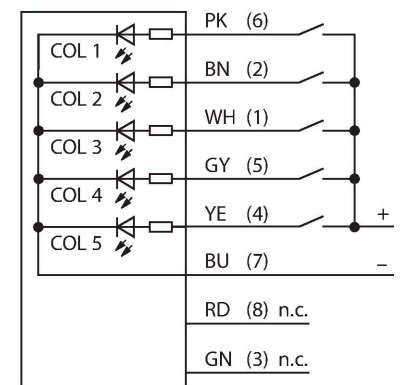 PK (6)
COL 1
BN (2)
COL 2
WH (1)
COL 3
GY (5)
COL 4
YE (4) +
COL 5
BU (7) –
RD (8) n.c.
GN (3) n.c.